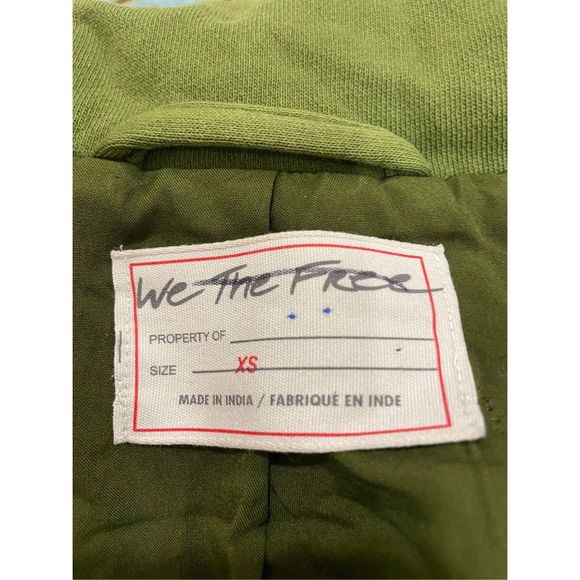 We The Free
PROPERTY OF
SIZE XS
MADE IN INDIA / FABRIQUÉ EN INDE